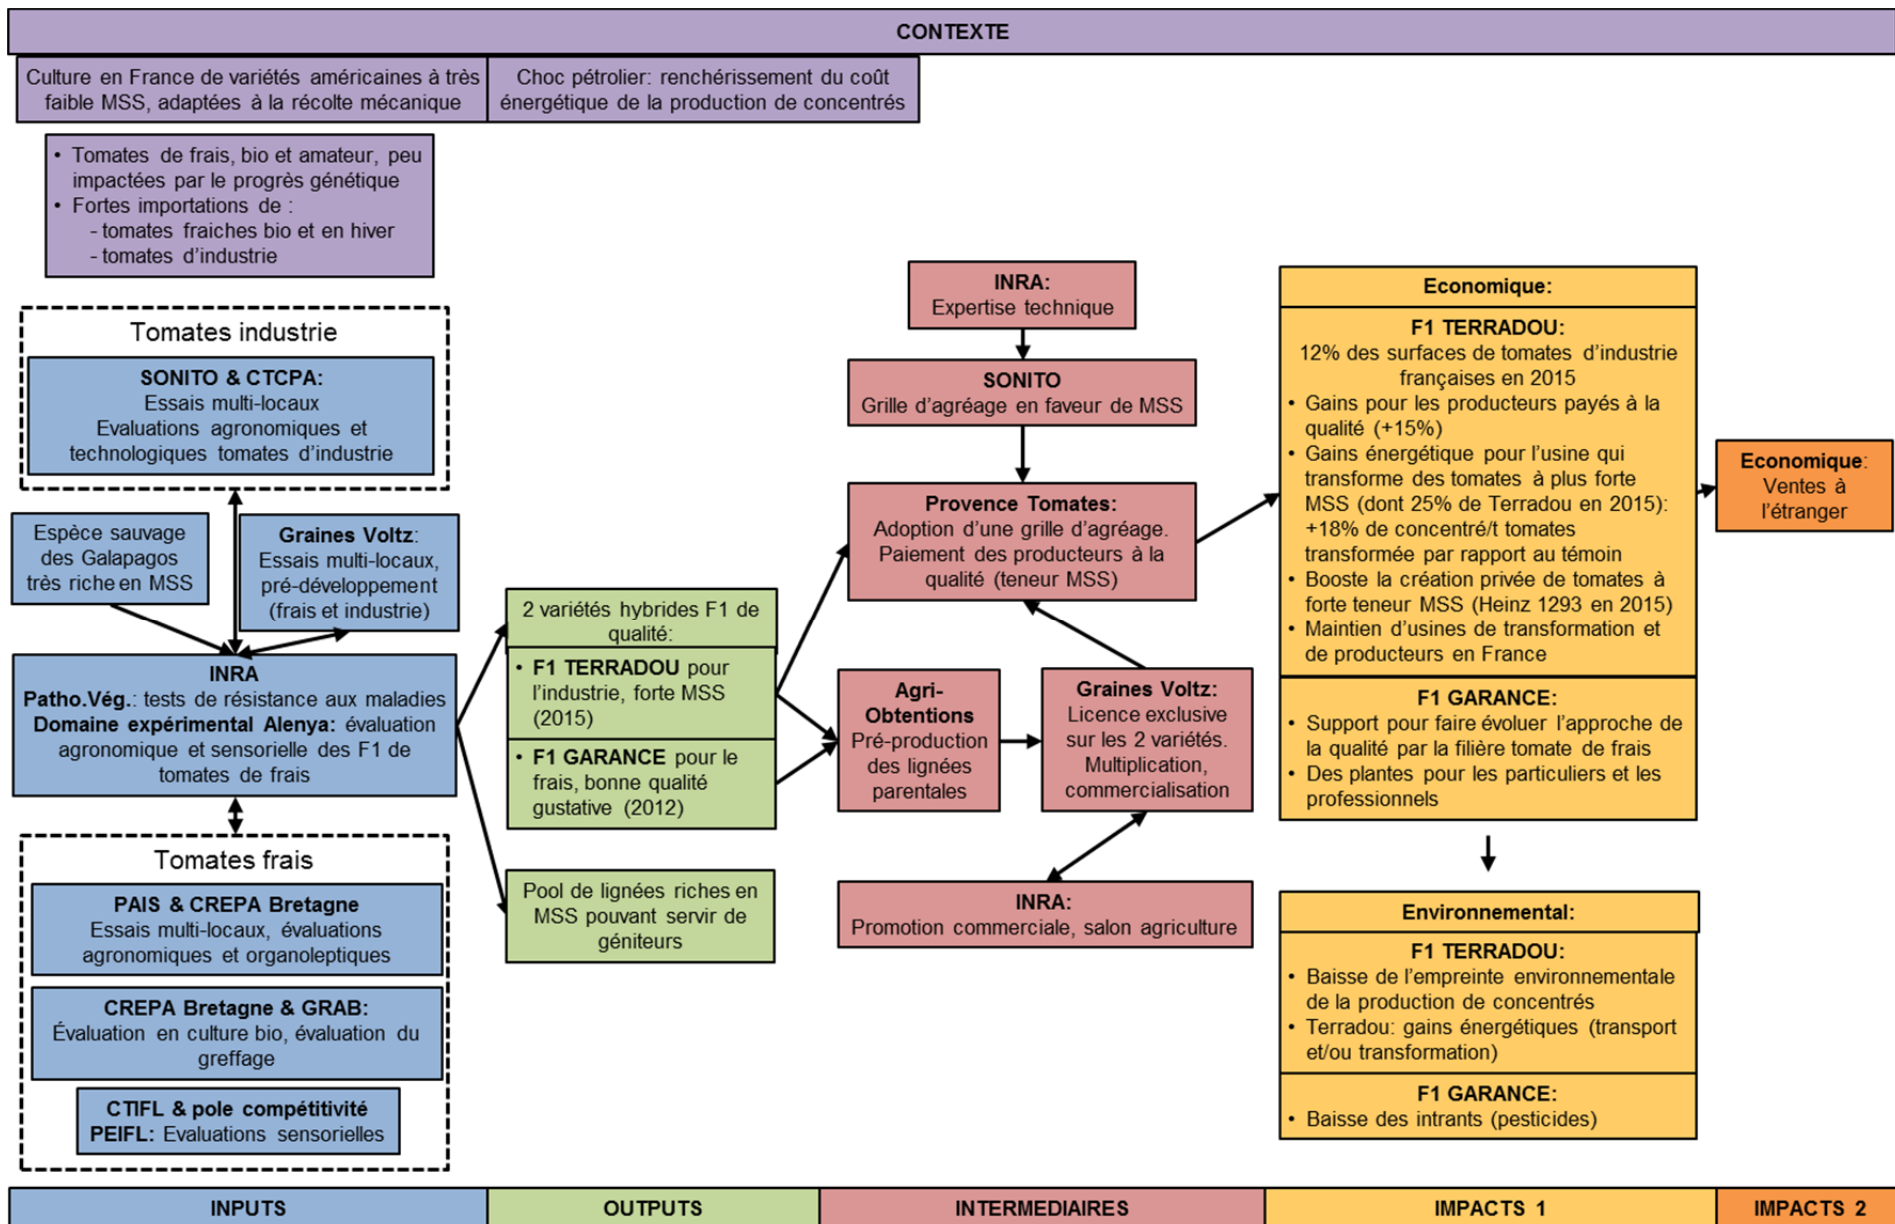 CONTEXTE
Culture en France de variétés américaines à très
faible MSS, adaptées à la récolte mécanique
Choc pétrolier: renchérissement du coût
énergétique de la production de concentrés
• Tomates de frais, bio et amateur, peu
impactées par le progrès génétique
• Fortes importations de :
- tomates fraiches bio et en hiver
- tomates d'industrie
Tomates industrie
SONITO & CTCPA:
Essais multi-locaux
Evaluations agronomiques et
technologiques tomates d'industrie
Espèce sauvage
des Galapagos
très riche en MSS
Graines Voltz:
Essais multi-locaux,
pré-développement
(frais et industrie)
INRA
Patho.Vég.: tests de résistance aux maladies
Domaine expérimental Alenya: évaluation
agronomique et sensorielle des F1 de
tomates de frais
Tomates frais
PAIS & CREPA Bretagne
Essais multi-locaux, évaluations
agronomiques et organoleptiques
CREPA Bretagne & GRAB:
Évaluation en culture bio, évaluation du
greffage
CTIFL & pole compétitivité
PEIFL: Evaluations sensorielles
2 variétés hybrides F1 de
qualité:
• F1 TERRADOU pour
l'industrie, forte MSS
(2015)
• F1 GARANCE pour le
frais, bonne qualité
gustative (2012)
Pool de lignées riches en
MSS pouvant servir de
géniteurs
INRA:
Expertise technique
SONITO
Grille d'agréage en faveur de MSS
Provence Tomates:
Adoption d'une grille d'agréage.
Paiement des producteurs à la
qualité (teneur MSS)
Agri-
Obtentions
Pré-production
des lignées
parentales
Graines Voltz:
Licence exclusive
sur les 2 variétés.
Multiplication,
commercialisation
INRA:
Promotion commerciale, salon agriculture
Economique:
F1 TERRADOU:
12% des surfaces de tomates d'industrie
françaises en 2015
• Gains pour les producteurs payés à la
qualité (+15%)
• Gains énergétique pour l'usine qui
transforme des tomates à plus forte
MSS (dont 25% de Terradou en 2015):
+18% de concentré/t tomates
transformée par rapport au témoin
• Booste la création privée de tomates à
forte teneur MSS (Heinz 1293 en 2015)
• Maintien d'usines de transformation et
de producteurs en France
F1 GARANCE:
• Support pour faire évoluer l'approche de
la qualité par la filière tomate de frais
• Des plantes pour les particuliers et les
professionnels
Environnemental:
F1 TERRADOU:
• Baisse de l'empreinte environnementale
de la production de concentrés
• Terradou: gains énergétiques (transport
et/ou transformation)
F1 GARANCE:
• Baisse des intrants (pesticides)
Economique:
Ventes à
l'étranger
INPUTS
OUTPUTS
INTERMEDIAIRES
IMPACTS 1
IMPACTS 2